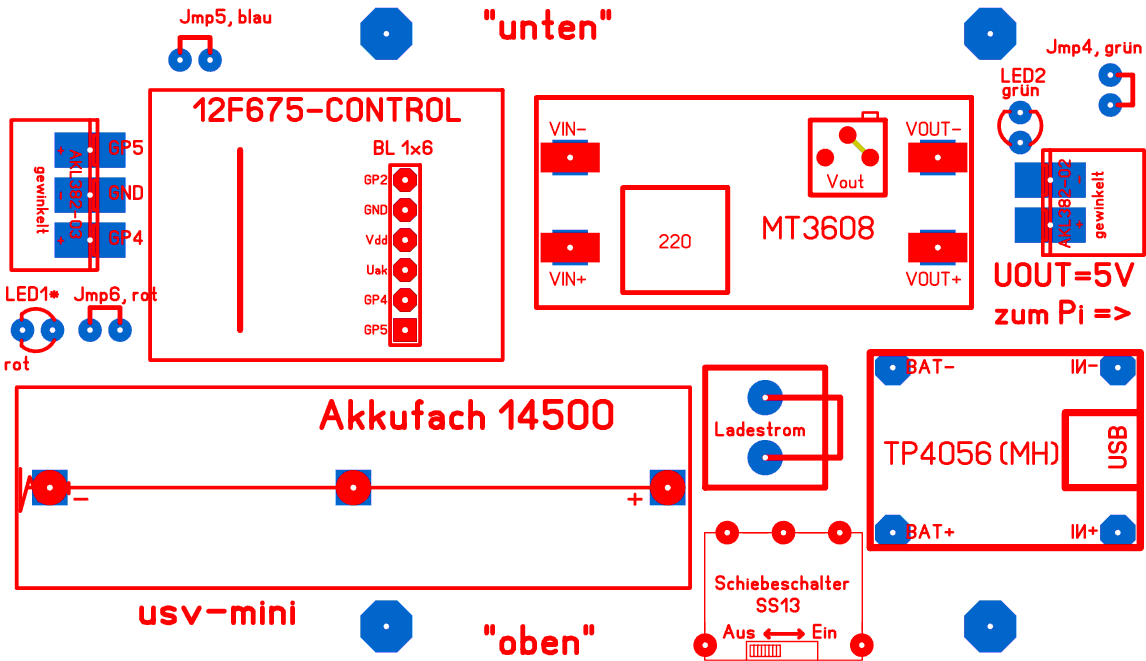 Jmp5, blau
"unten"
Jmp4, grün
LED2
grün
12F675-CONTROL
BL 1x6
GP2
GND
Vdd
Uak
GP4
GP5
+ GP5
- GND
+ GP4
AKL382-03
gewinkelt
LED1*
rot
Jmp6, rot
VIN-
VIN+
220
Vout
MT3608
VOUT-
VOUT+
-
+
AKL382-02
gewinkelt
UOUT=5V
zum Pi =>
Akkufach 14500
-
+
Ladestrom
BAT-
IN-
TP4056 (MH)
USB
BAT+
IN+
Schiebeschalter
SS13
Aus Ein
usv-mini
"oben"